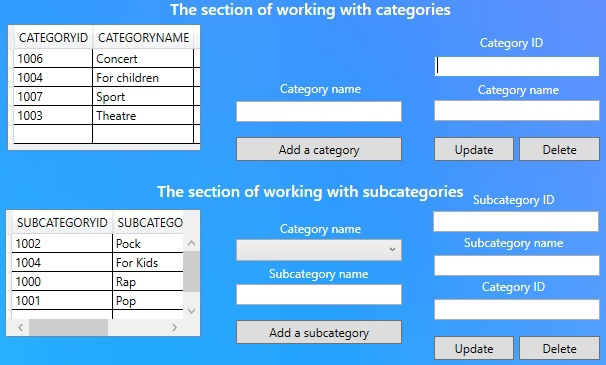 The section of working with categories
CATEGORYID CATEGORYNAME
1006 Concert
1004 For children
1007 Sport
1003 Theatre
Category name
Add a category
Category ID
Category name
Update Delete
The section of working with subcategories
SUBCATEGORYID SUBCATEGO
1002 Pock
1004 For Kids
1000 Rap
1001 Pop
Category name
Subcategory name
Add a subcategory
Subcategory ID
Subcategory name
Category ID
Update Delete